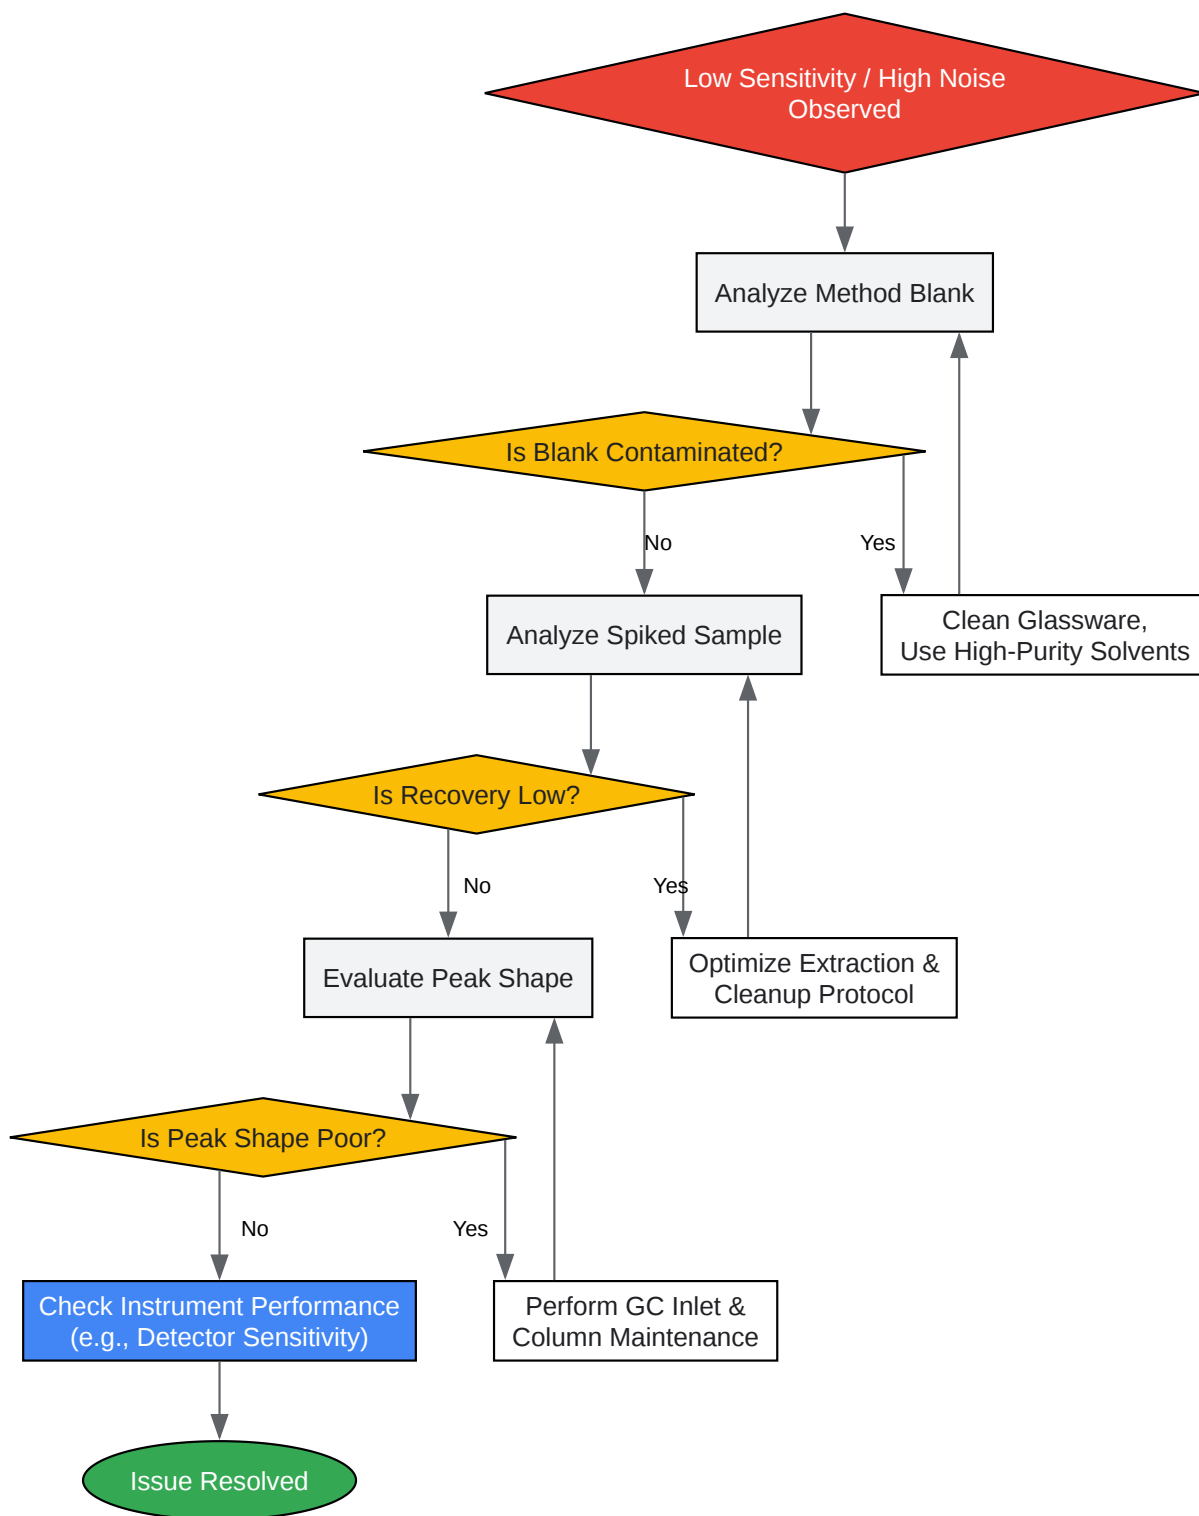 Low Sensitivity / High Noise
Observed
Analyze Method Blank
Is Blank Contaminated?
No
Yes
Analyze Spiked Sample
Clean Glassware,
Use High-Purity Solvents
Is Recovery Low?
No
Yes
Evaluate Peak Shape
Optimize Extraction &
Cleanup Protocol
Is Peak Shape Poor?
No
Yes
Check Instrument Performance
(e.g., Detector Sensitivity)
Perform GC Inlet &
Column Maintenance
Issue Resolved